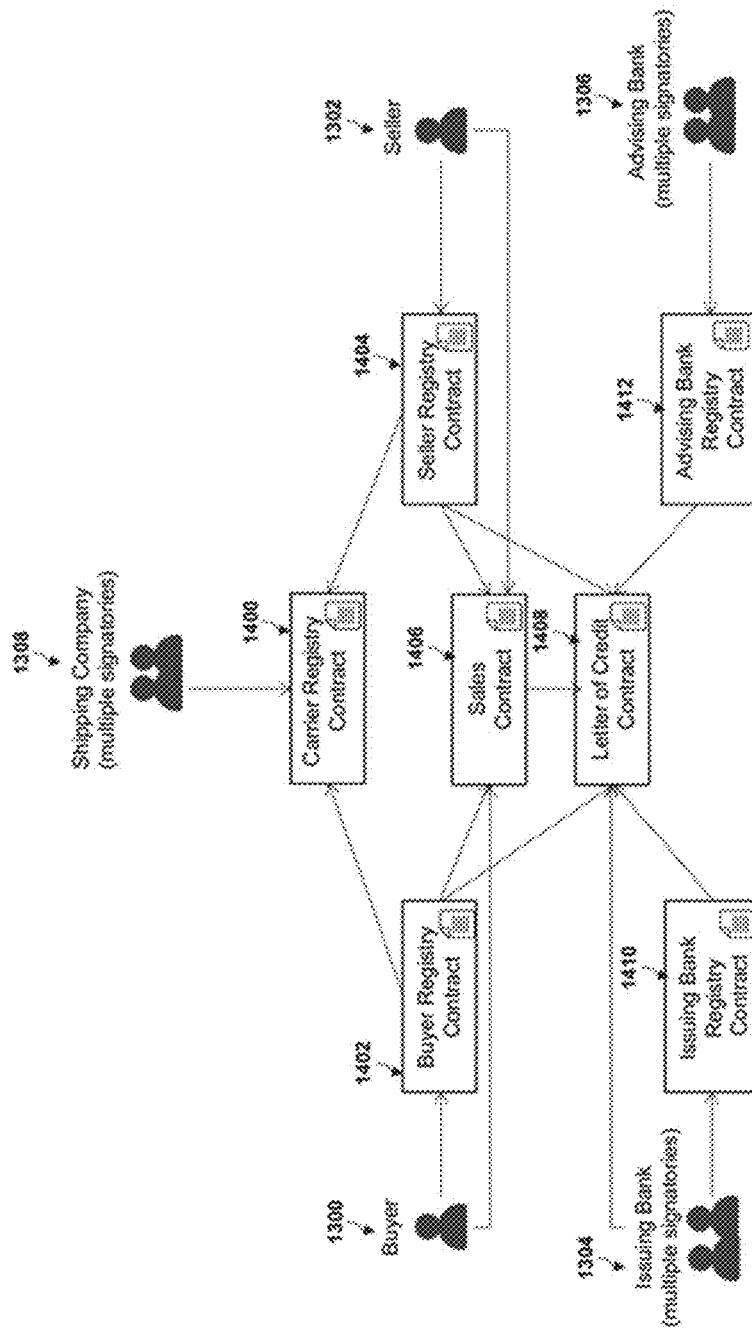 1308
Shipping Company
(multiple signatories)
1400
Carrier Registry
Contract
1300
Buyer
1402
Buyer Registry
Contract
1404
Seller Registry
Contract
1302
Seller
1406
Sales
Contract
1408
Letter of Credit
Contract
1304
Issuing Bank
(multiple signatories)
1410
Issuing Bank
Registry
Contract
1412
Advising Bank
Registry
Contract
1306
Advising Bank
(multiple signatories)